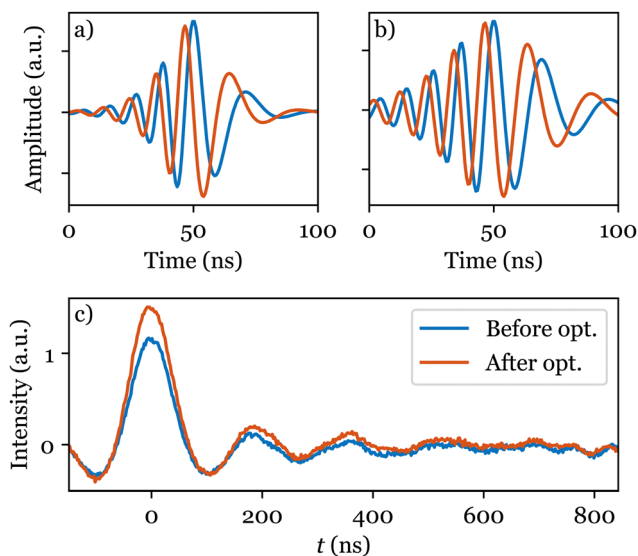 a)
b)
Amplitude (a.u.)
0 50 100
0 50 100
Time (ns)
Time (ns)
c)
Before opt.
After opt.
Intensity (a.u.)
1
0
0 200 400 600 800
t (ns)